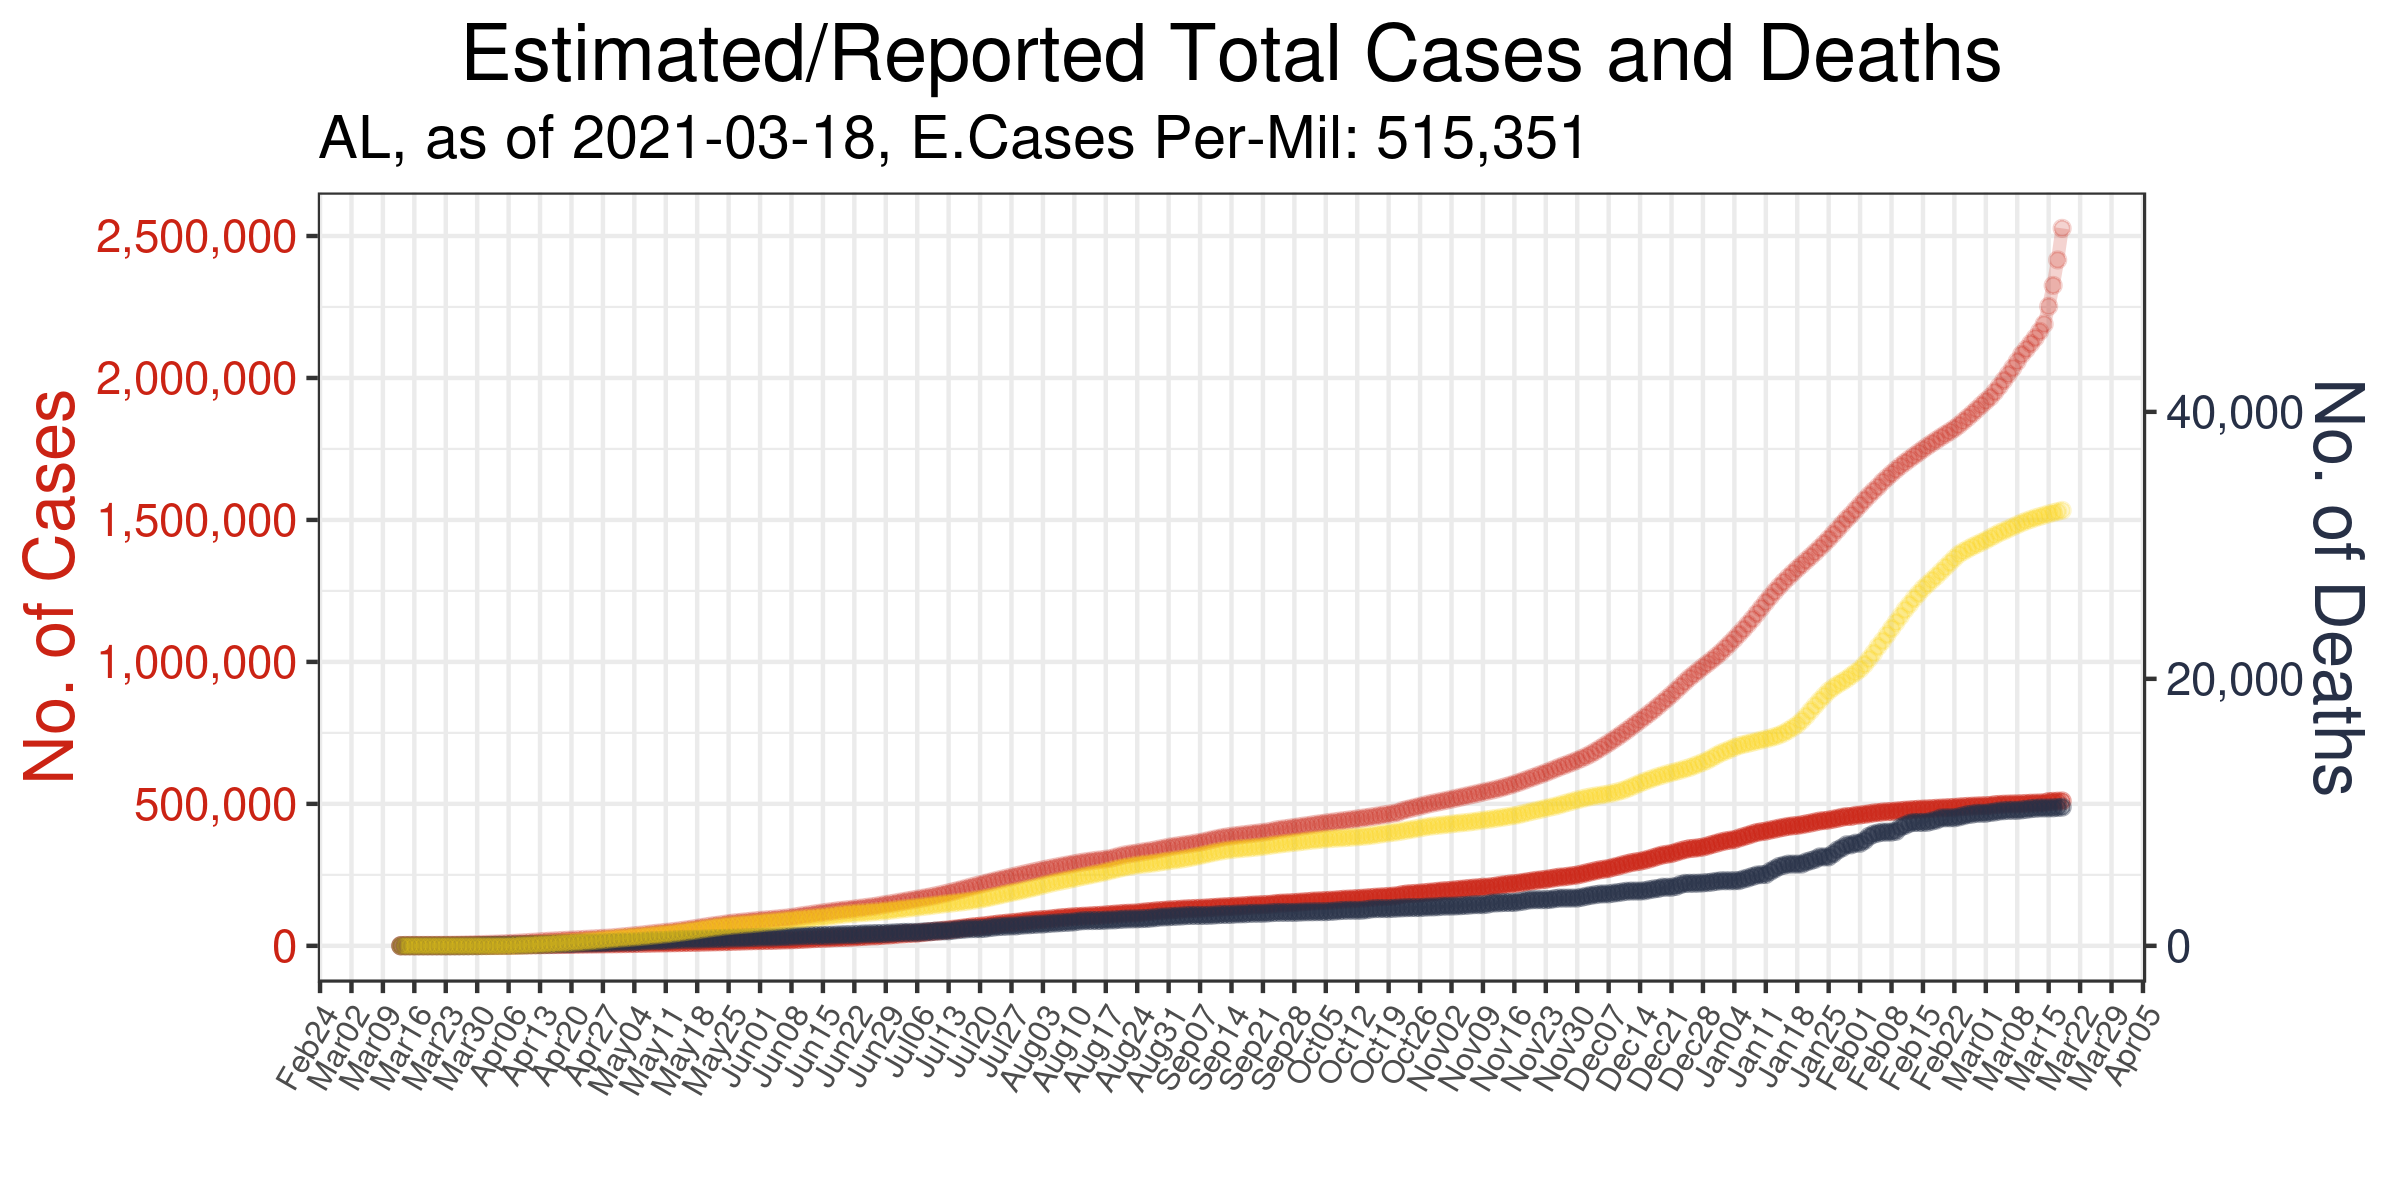 Estimated/Reported Total Cases and Deaths
AL, as of 2021-03-18, E.Cases Per-Mil: 515,351
No. of Cases
2,500,000
2,000,000
1,500,000
1,000,000
500,000
0
40,000
20,000
0
No. of Deaths
Feb24
Mar02
Mar09
Mar16
Mar23
Mar30
Apr06
Apr13
Apr20
Apr27
May04
May11
May18
May25
Jun01
Jun08
Jun15
Jun22
Jun29
Jul06
Jul13
Jul20
Jul27
Aug03
Aug10
Aug17
Aug24
Aug31
Sep07
Sep14
Sep21
Sep28
Oct05
Oct12
Oct19
Oct26
Nov02
Nov09
Nov16
Nov23
Nov30
Dec07
Dec14
Dec21
Dec28
Dec04
Jan11
Jan18
Jan25
Feb01
Feb08
Feb15
Feb22
Mar01
Mar08
Mar15
Mar22
Mar29
Apr05